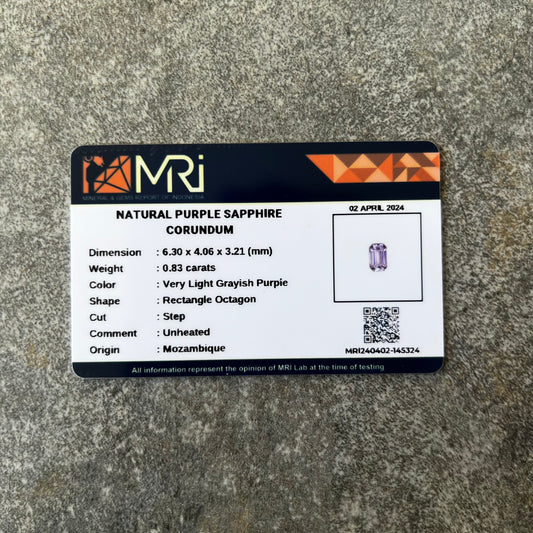 MRi
MINERAL & GEMS REPORT OF INDONESIA
NATURAL PURPLE SAPPHIRE
CORUNDUM
Dimension : 6.30 x 4.06 x 3.21 (mm)
Weight : 0.83 carats
Color : Very Light Grayish Purple
Shape : Rectangle Octagon
Cut : Step
Comment : Unheated
Origin : Mozambique
02 APRIL 2024
MRI240402-145324
All information represent the opinion of MRI Lab at the time of testing